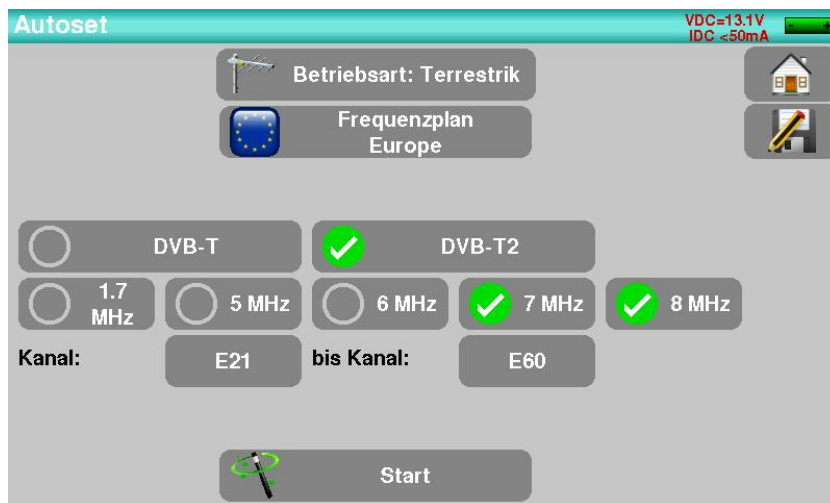 Autoset
VDC=13.1V
IDC <50mA
Betriebsart: Terrestrik
Frequenzplan
Europe
DVB-T
DVB-T2
1.7
MHz
5 MHz
6 MHz
7 MHz
8 MHz
Kanal:
E21
bis Kanal:
E60
Start